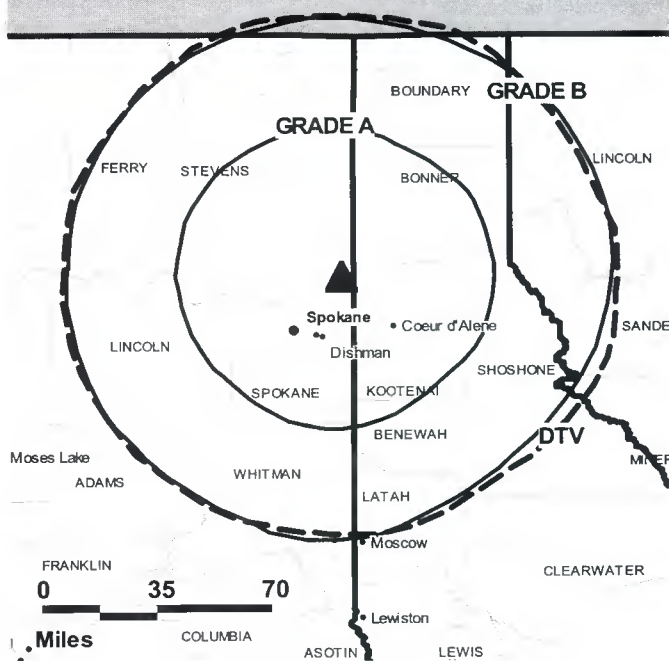 BOUNDARY
GRADE B
GRADE A
LINCOLN
FERRY
STEVENS
BONNER
Spokane
Coeur d'Alene
SANDE
LINCOLN
Dishman
SHOSHONE
SPOKANE
KOOTENAI
BENEWAH
DTV
Moses Lake
WHITMAN
ADAMS
LATAH
Moscow
FRANKLIN
CLEARWATER
0 35 70
Lewiston
Miles
COLUMBIA
ASOTIN
LEWIS